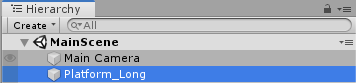 Hierarchy
Create All
MainScene
Main Camera
Platform_Long